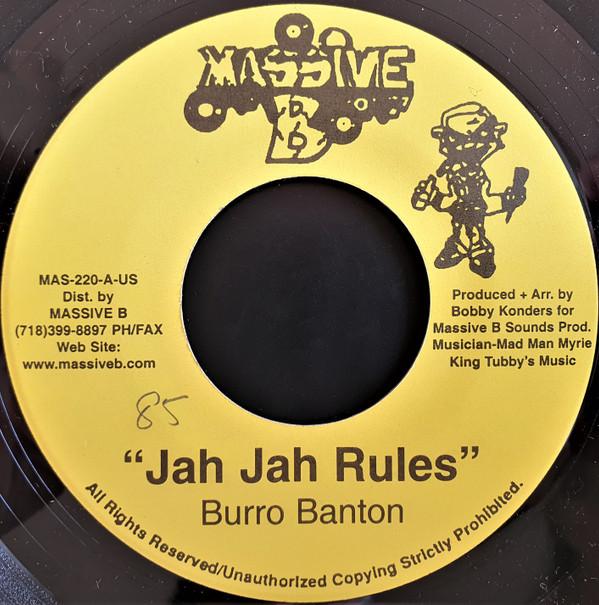 MASSIVE
B
MAS-220-A-US
Dist. by
MASSIVE B
(718)399-8897 PH/FAX
Web Site:
www.massiveb.com
Produced + Arr. by
Bobby Konders for
Massive B Sounds Prod.
Musician-Mad Man Myrie
King Tubby's Music
85
“Jah Jah Rules”
Burro Banton
All Rights Reserved/Unauthorized Copying Strictly Prohibited.